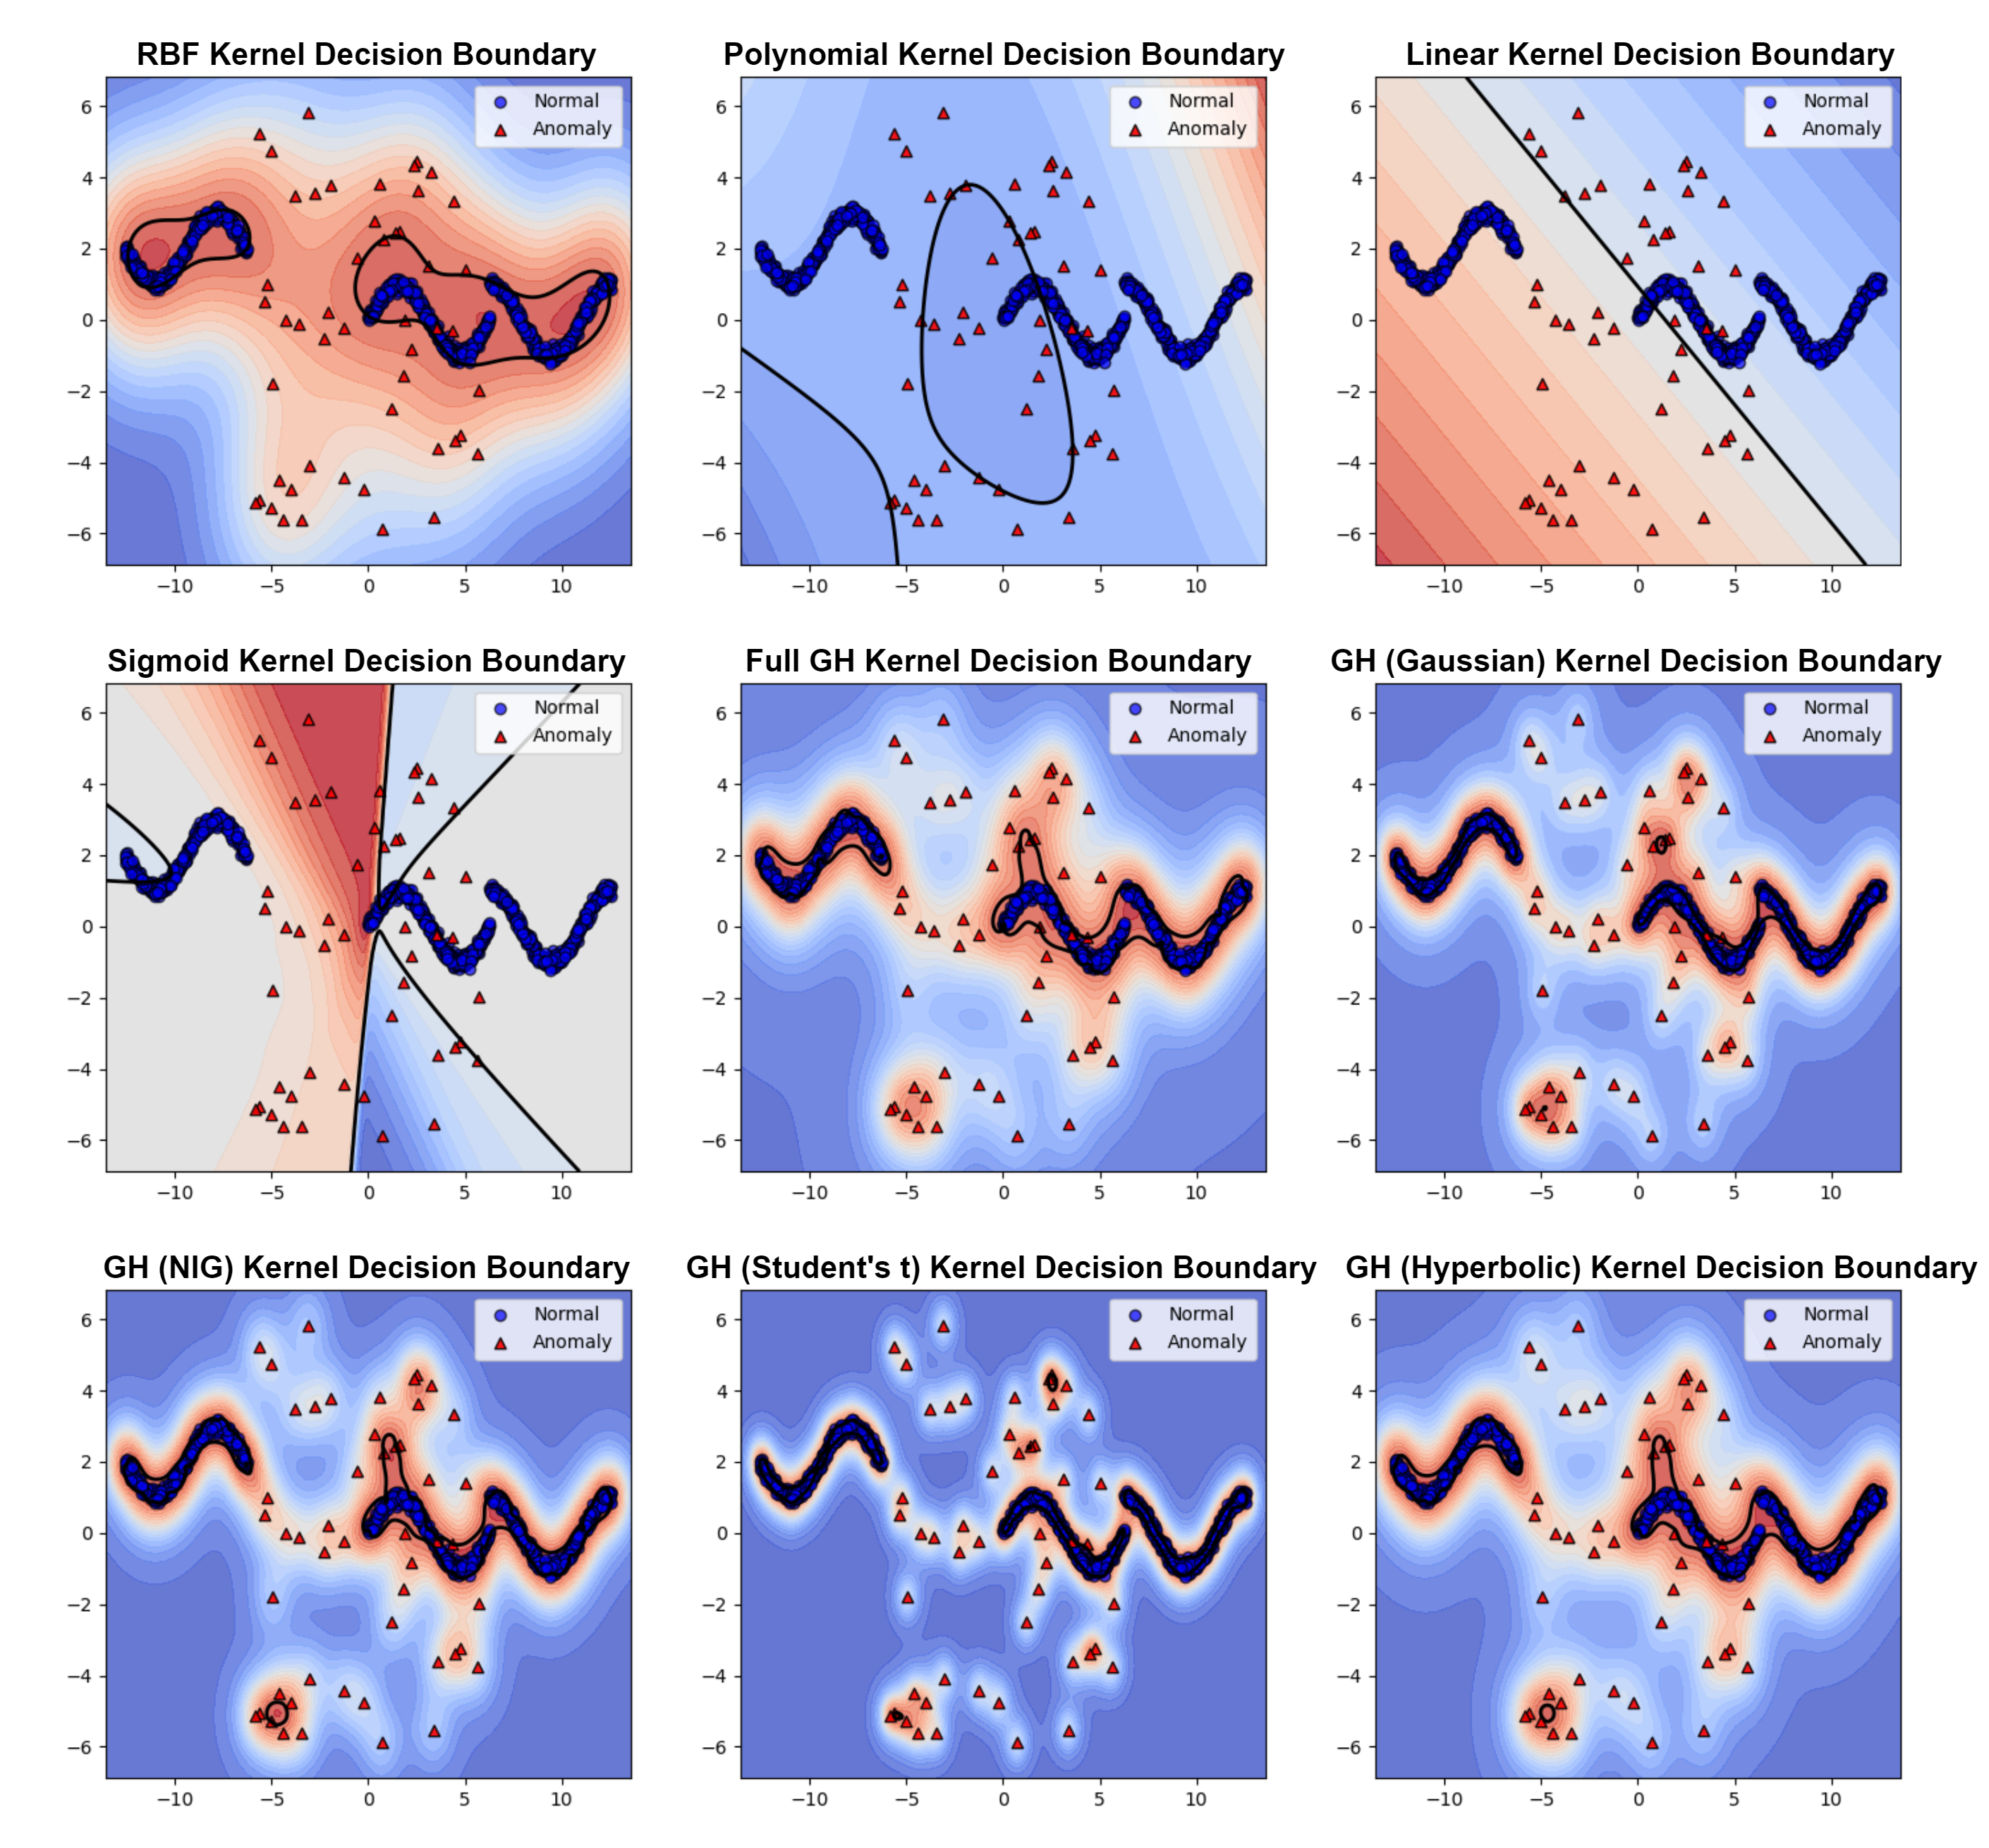 RBF Kernel Decision Boundary
Polynomial Kernel Decision Boundary
Linear Kernel Decision Boundary
Normal
Anomaly
6
4
2
0
−2
−4
−6
−10 −5 0 5 10
Normal
Anomaly
6
4
2
0
−2
−4
−6
−10 −5 0 5 10
Normal
Anomaly
6
4
2
0
−2
−4
−6
−10 −5 0 5 10
Sigmoid Kernel Decision Boundary
Full GH Kernel Decision Boundary
GH (Gaussian) Kernel Decision Boundary
Normal
Anomaly
6
4
2
0
−2
−4
−6
−10 −5 0 5 10
Normal
Anomaly
6
4
2
0
−2
−4
−6
−10 −5 0 5 10
Normal
Anomaly
6
4
2
0
−2
−4
−6
−10 −5 0 5 10
GH (NIG) Kernel Decision Boundary
GH (Student's t) Kernel Decision Boundary
GH (Hyperbolic) Kernel Decision Boundary
Normal
Anomaly
6
4
2
0
−2
−4
−6
−10 −5 0 5 10
Normal
Anomaly
6
4
2
0
−2
−4
−6
−10 −5 0 5 10
Normal
Anomaly
6
4
2
0
−2
−4
−6
−10 −5 0 5 10